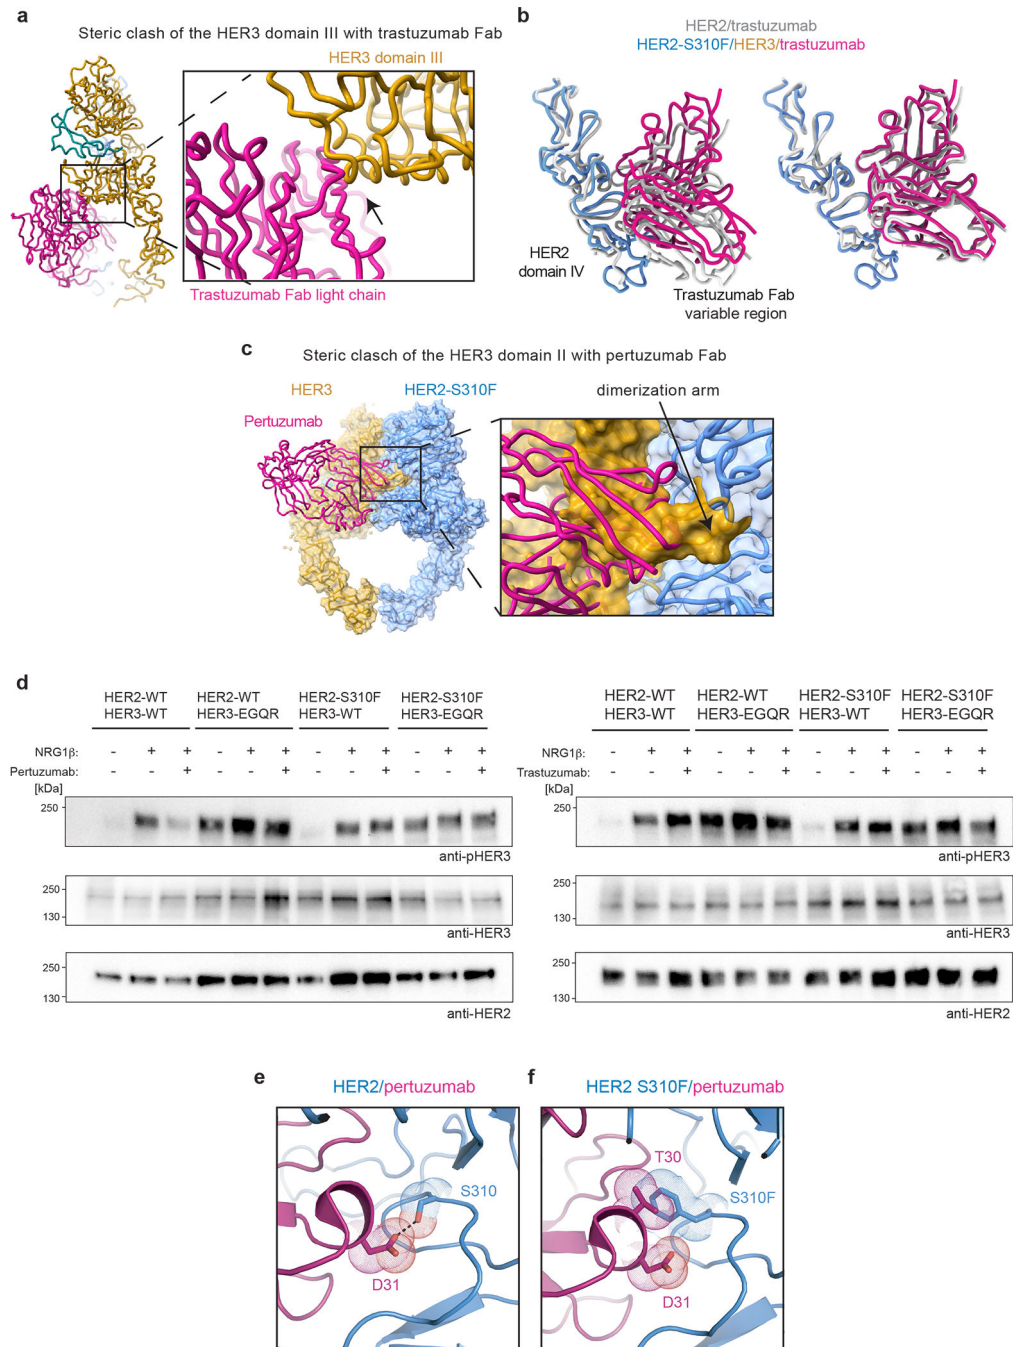 a
Steric clash of the HER3 domain III with trastuzumab Fab
HER3 domain III
Trastuzumab Fab light chain
b
HER2/trastuzumab
HER2-S310F/HER3/trastuzumab
HER2
domain IV
Trastuzumab Fab
variable region
c
Steric clasch of the HER3 domain II with pertuzumab Fab
HER3
HER2-S310F
dimerization arm
Pertuzumab
d
HER2-WT HER2-WT HER2-S310F HER2-S310F
HER3-WT HER3-EGQR HER3-WT HER3-EGQR
NRG1β: - + + - + + - + + - + +
Pertuzumab: - - + - - + - - + - - +
[kDa]
250
anti-pHER3
250
130
anti-HER3
250
130
anti-HER2
HER2-WT HER2-WT HER2-S310F HER2-S310F
HER3-WT HER3-EGQR HER3-WT HER3-EGQR
NRG1β: - + + - + + - + + - + +
Trastuzumab: - - + - - + - - + - - +
[kDa]
250
anti-pHER3
250
130
anti-HER3
250
130
anti-HER2
e
HER2/pertuzumab
S310
D31
f
HER2 S310F/pertuzumab
T30
S310F
D31